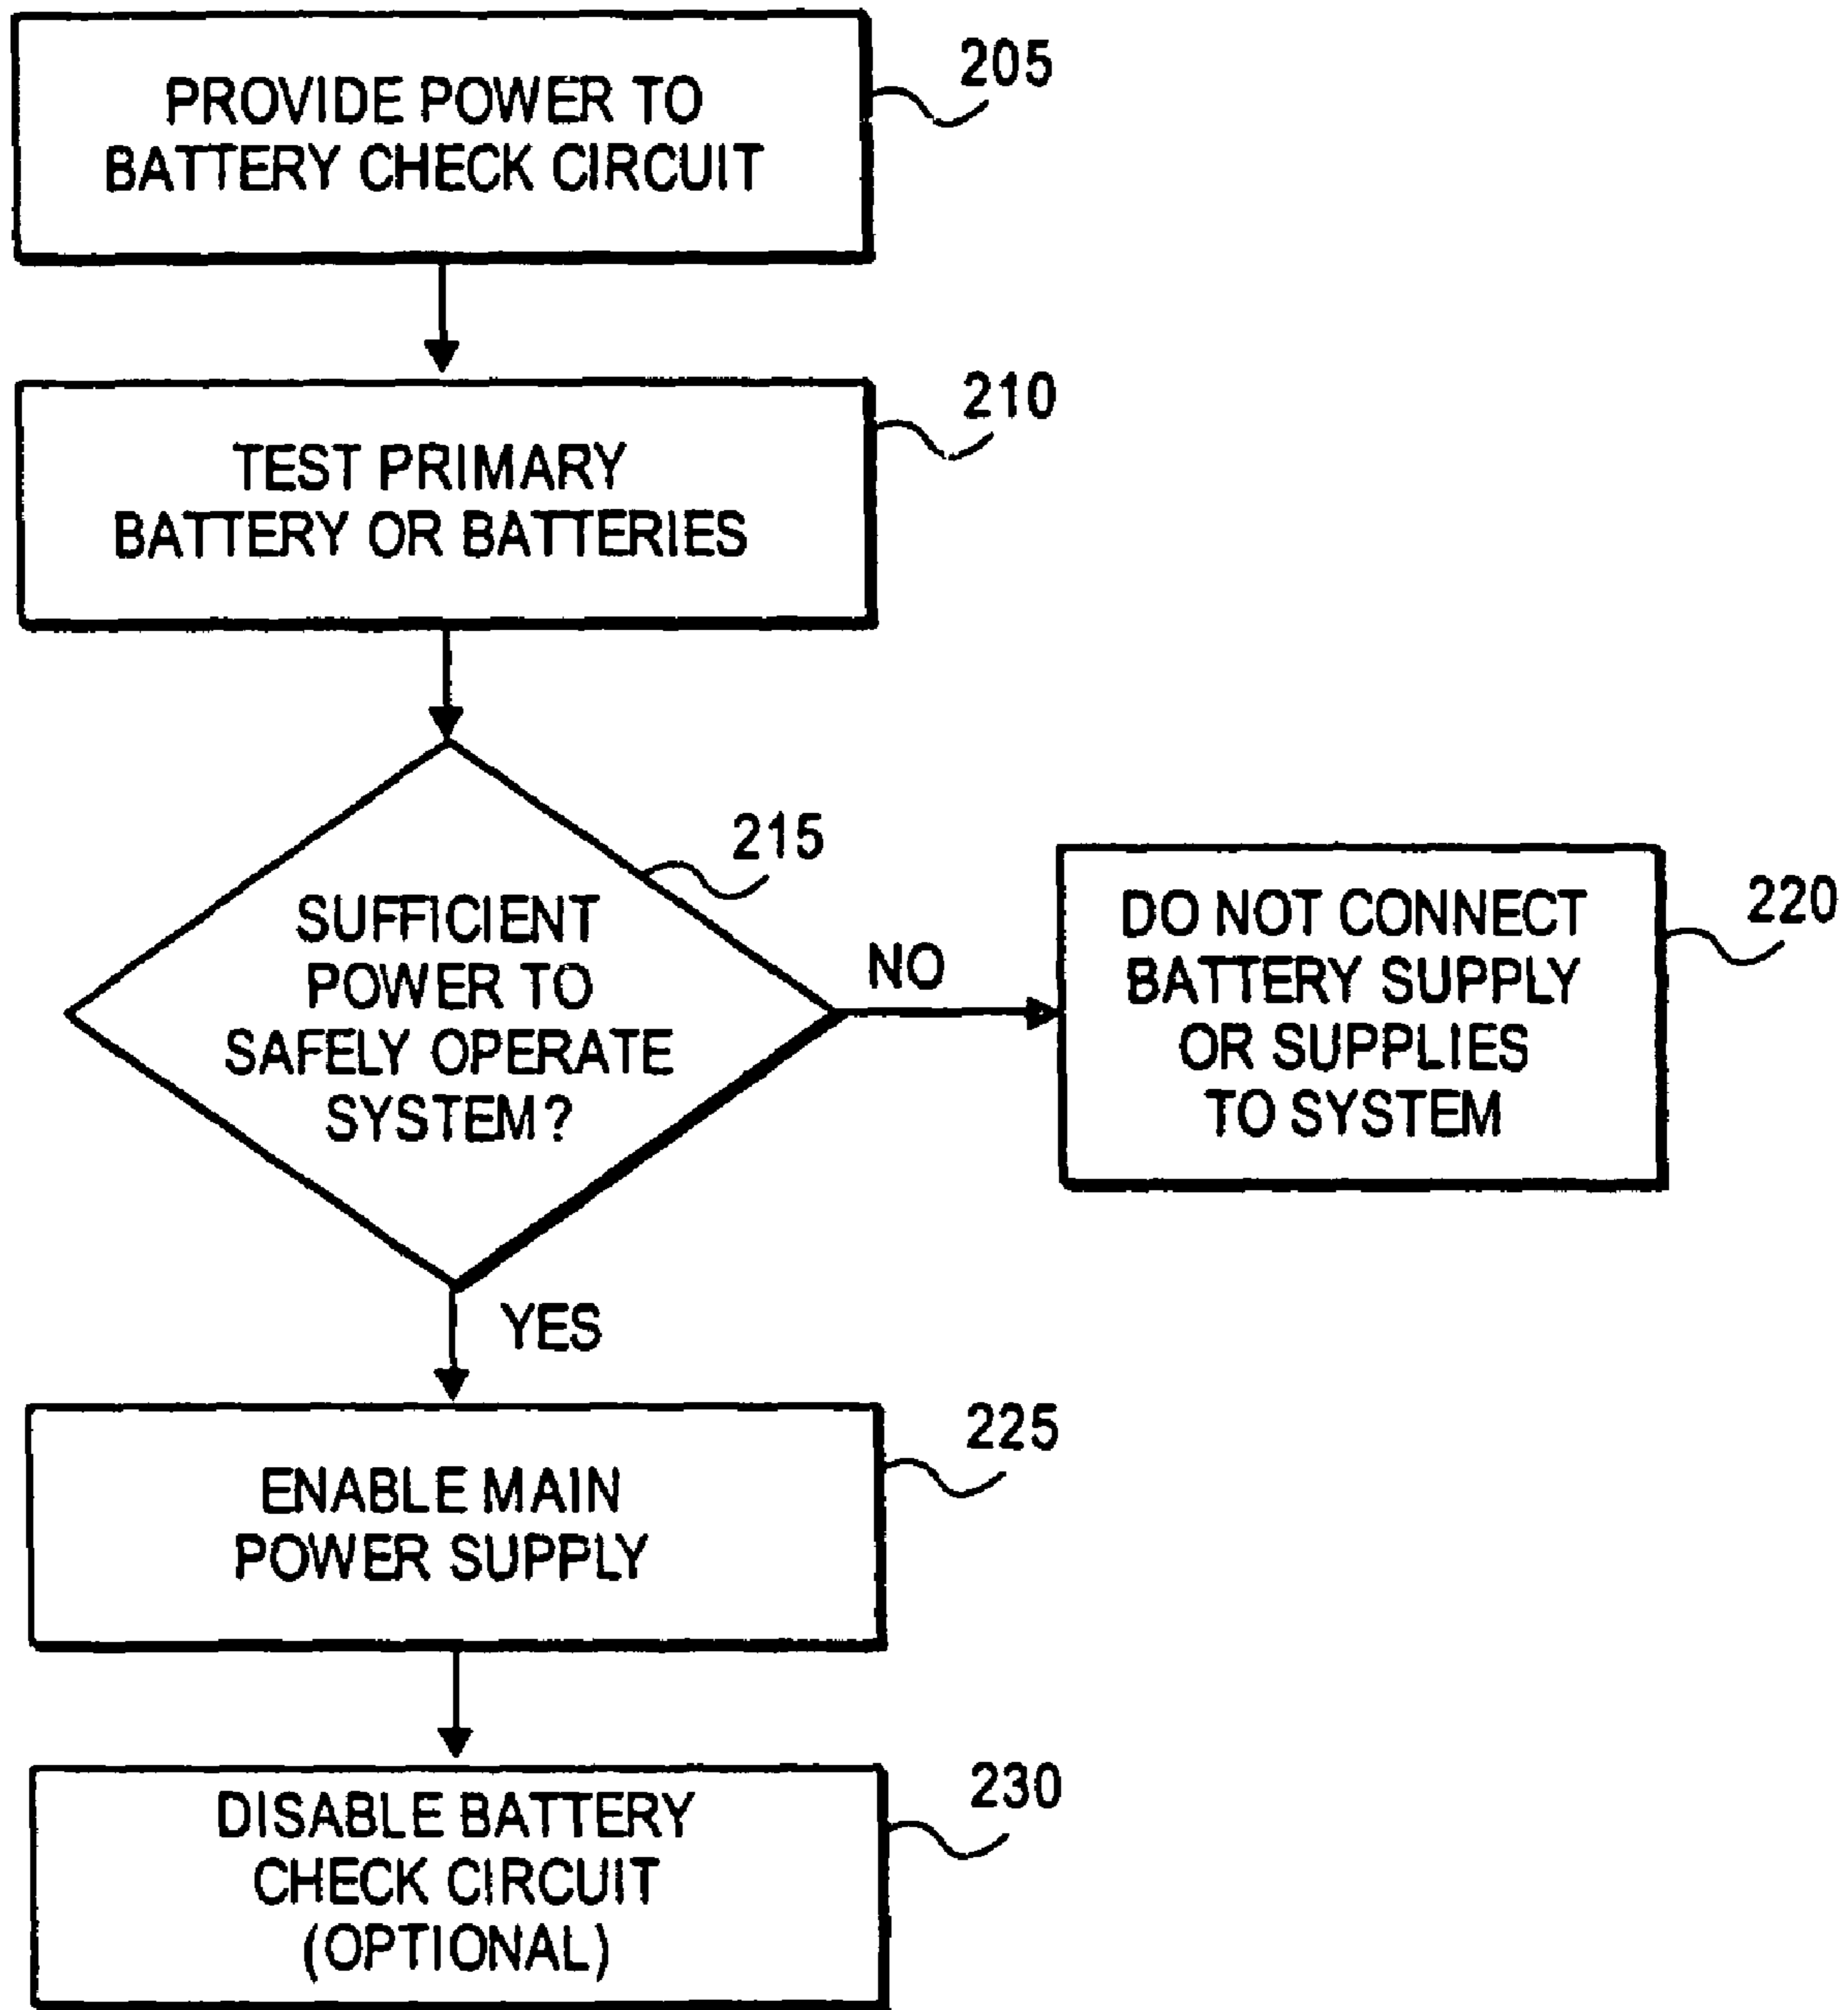 205
PROVIDE POWER TO
BATTERY CHECK CIRCUIT
210
TEST PRIMARY
BATTERY OR BATTERIES
215
SUFFICIENT
POWER TO
SAFELY OPERATE
SYSTEM?
NO
220
DO NOT CONNECT
BATTERY SUPPLY
OR SUPPLIES
TO SYSTEM
YES
225
ENABLE MAIN
POWER SUPPLY
230
DISABLE BATTERY
CHECK CIRCUIT
(OPTIONAL)